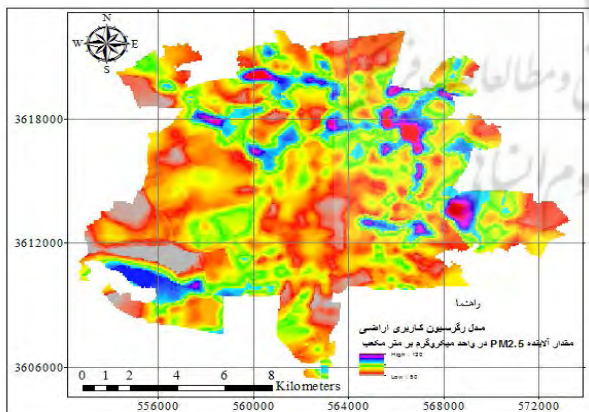 N
W E
S
3618000
3612000
3606000
راهنما
مدل رگرسیون کاربری اراضی
مقدار آلاینده PM2.5 در واحد میکروگرم بر متر مکعب
High : 120
Low : 50
0 1 2 4 6 8
Kilometers
556000 560000 564000 568000 572000